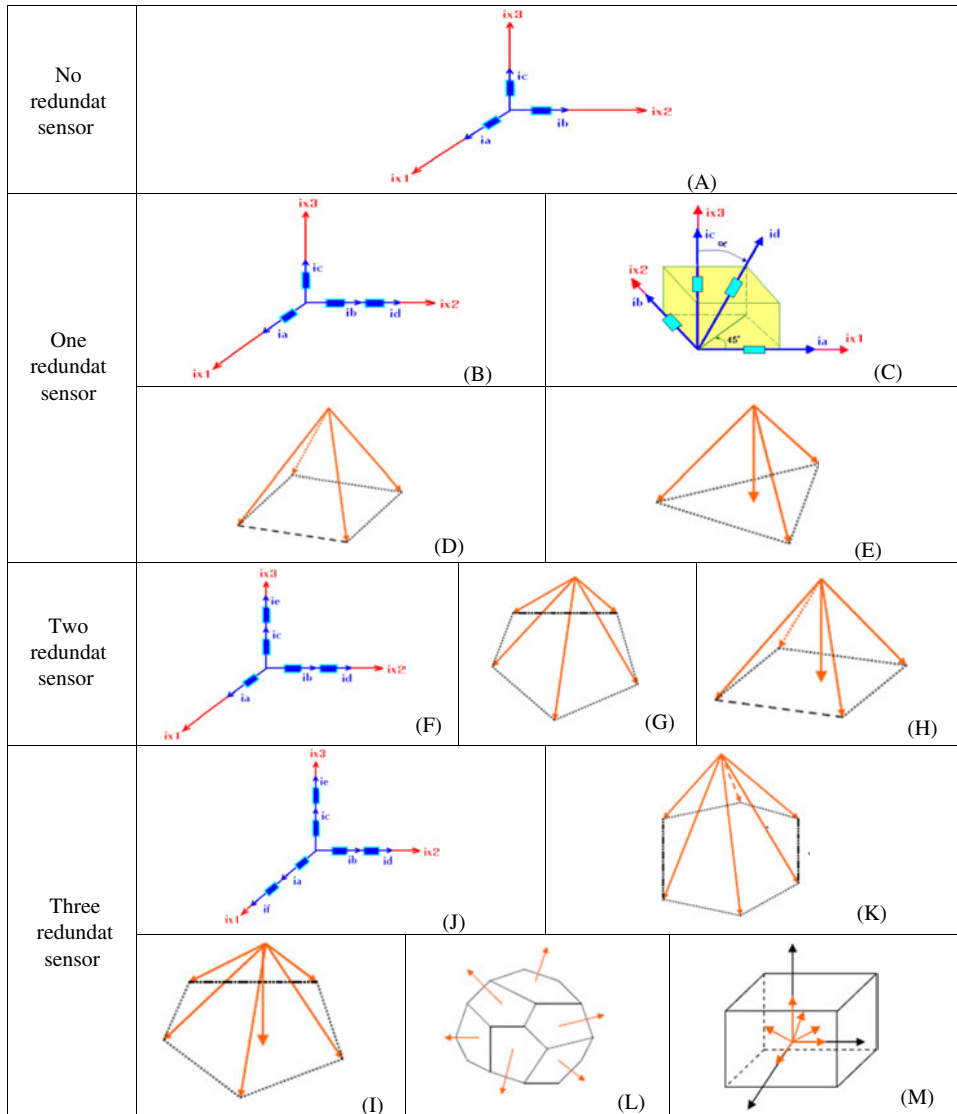 No
redundat
sensor
ix3
ic
ix2
ib
ia
ix1
(A)
One
redundat
sensor
ix3
ic
ix2
ib
id
ia
ix1
(B)
ix3
ic
id
α
ix2
ib
45°
ia
ix1
(C)
(D)
(E)
Two
redundat
sensor
ix3
ie
ic
ix2
ib
id
ia
ix1
(F)
(G)
(H)
Three
redundat
sensor
ix3
ie
ic
ix2
ib
id
ia
if
ix1
(J)
(K)
(I)
(L)
(M)